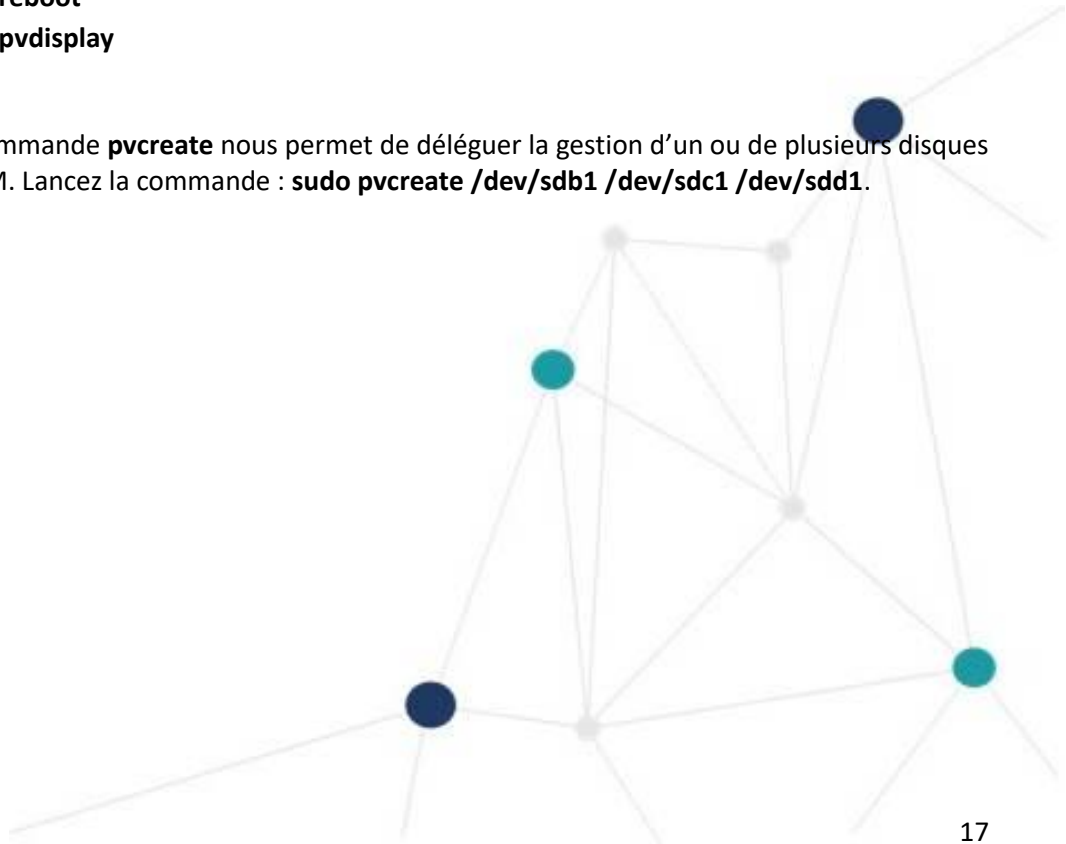 reboot
pvdisplay
mmande pvcreate nous permet de déléguer la gestion d’un ou de plusieurs disques
M. Lancez la commande : sudo pvcreate /dev/sdb1 /dev/sdc1 /dev/sdd1.
17